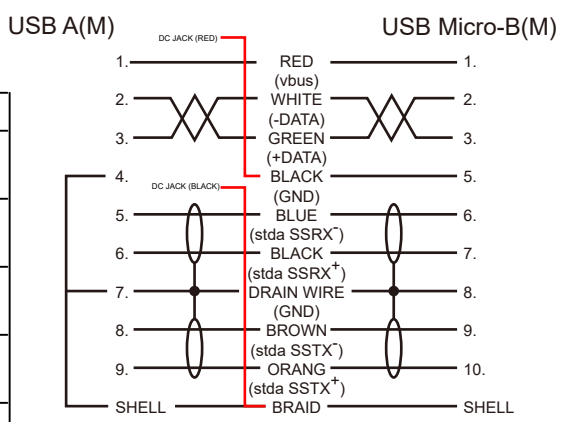 USB A(M) USB Micro-B(M)
DC JACK (RED)
1. RED 1.
(vbus)
2. WHITE 2.
(-DATA)
3. GREEN 3.
(+DATA)
4. BLACK 5.
DC JACK (BLACK)
(GND)
5. BLUE 6.
(stda SSRX-)
6. BLACK 7.
(stda SSRX+)
7. DRAIN WIRE 8.
(GND)
8. BROWN 9.
(stda SSTX-)
9. ORANG 10.
(stda SSTX+)
SHELL BRAID SHELL